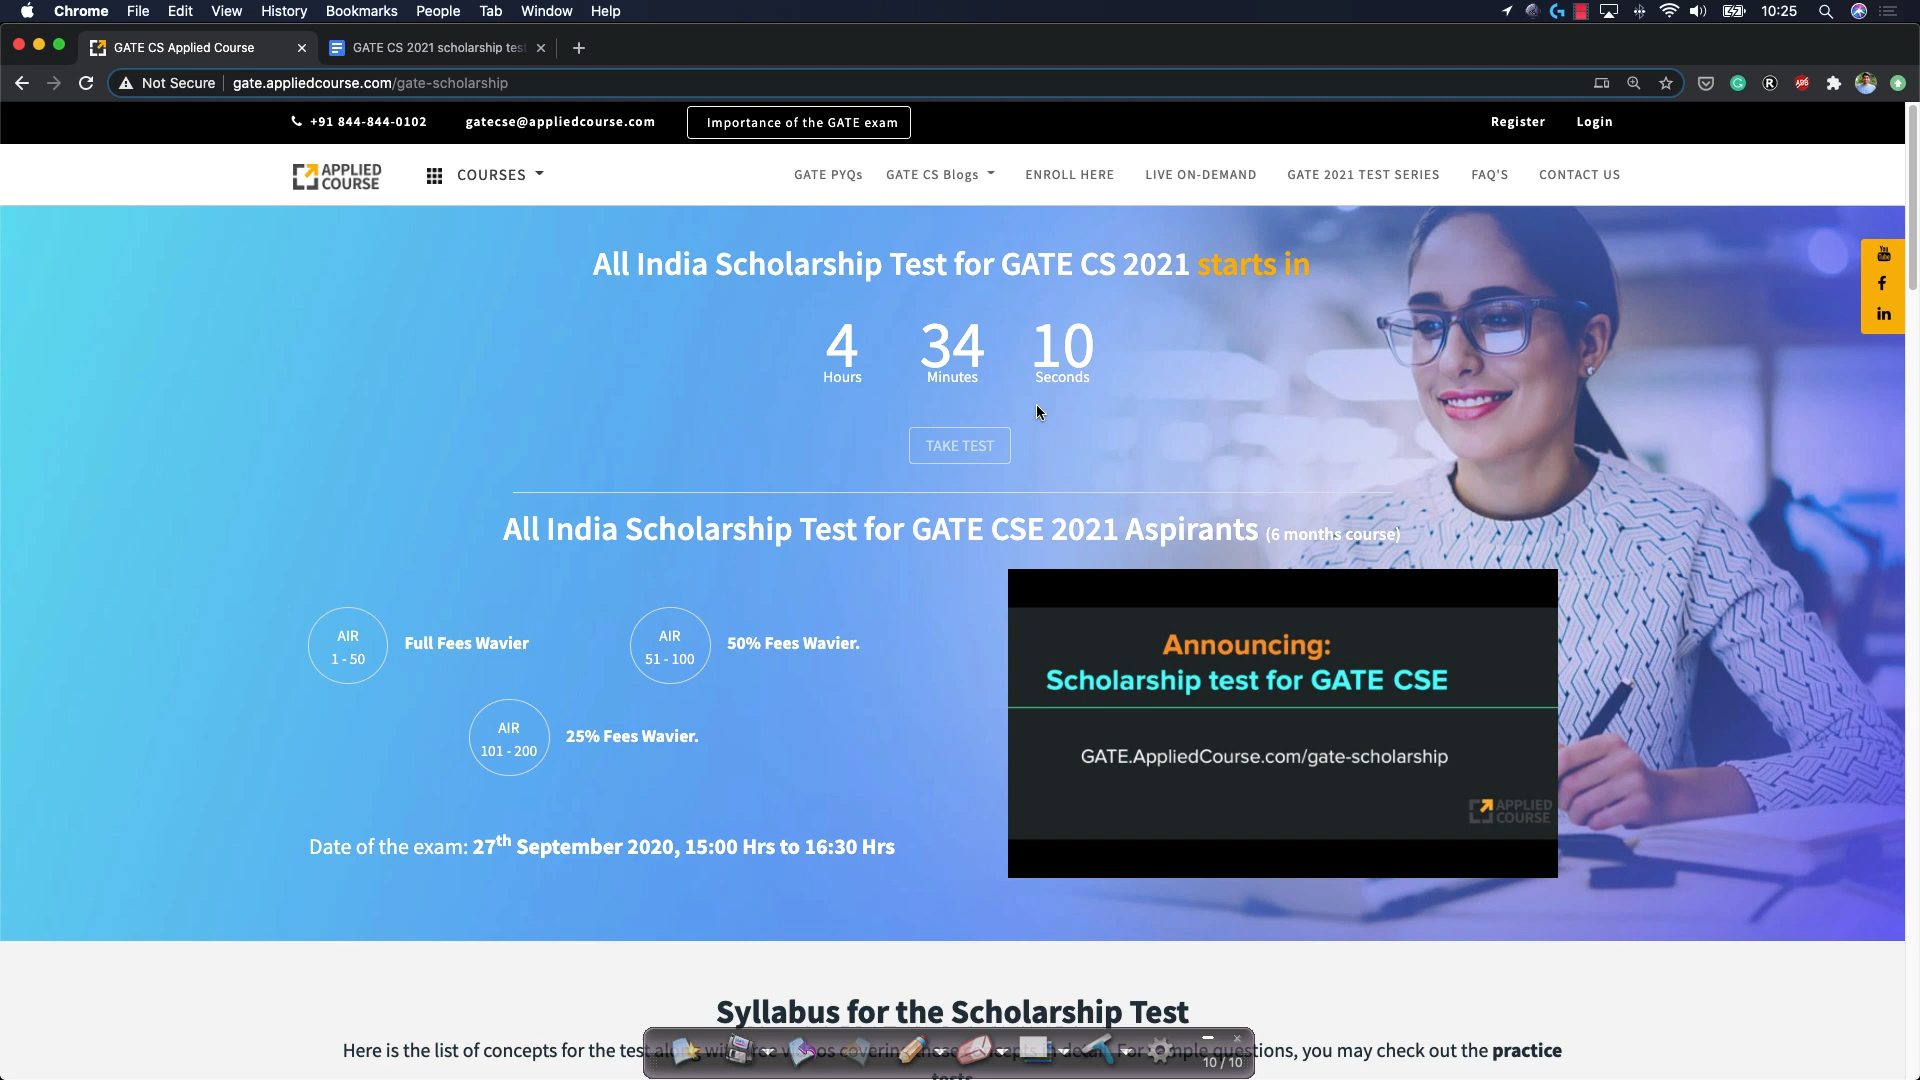 Chrome File Edit View History Bookmarks People Tab Window Help 10:25
GATE CS Applied Course GATE CS 2021 scholarship test
Not Secure gate.appliedcourse.com/gate-scholarship
+91 844-844-0102 gatecse@appliedcourse.com Importance of the GATE exam Register Login
APPLIED COURSE COURSES GATE PYQs GATE CS Blogs ENROLL HERE LIVE ON-DEMAND GATE 2021 TEST SERIES FAQ'S CONTACT US
All India Scholarship Test for GATE CS 2021 starts in
4 34 10
Hours Minutes Seconds
TAKE TEST
All India Scholarship Test for GATE CSE 2021 Aspirants (6 months course)
AIR 1 - 50 Full Fees Wavier AIR 51 - 100 50% Fees Wavier.
AIR 101 - 200 25% Fees Wavier.
Date of the exam: 27th September 2020, 15:00 Hrs to 16:30 Hrs
Announcing:
Scholarship test for GATE CSE
GATE.AppliedCourse.com/gate-scholarship
APPLIED COURSE
You Tube
f
in
Syllabus for the Scholarship Test
Here is the list of concepts for the test questions, you may check out the practice
10 / 10